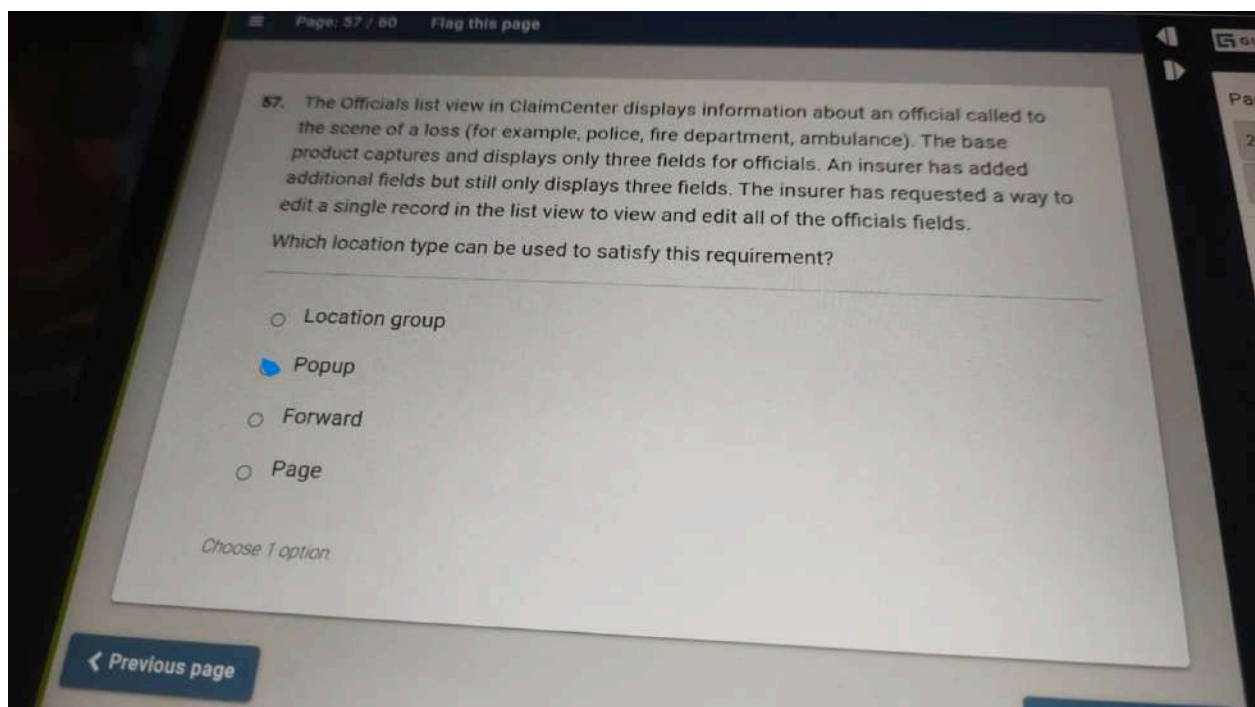 Page: 57 / 60 Flag this page
57. The Officials list view in ClaimCenter displays information about an official called to
the scene of a loss (for example, police, fire department, ambulance). The base
product captures and displays only three fields for officials. An insurer has added
additional fields but still only displays three fields. The insurer has requested a way to
edit a single record in the list view to view and edit all of the officials fields.
Which location type can be used to satisfy this requirement?
Location group
Popup
Forward
Page
Choose 1 option.
Previous page
Pa
2